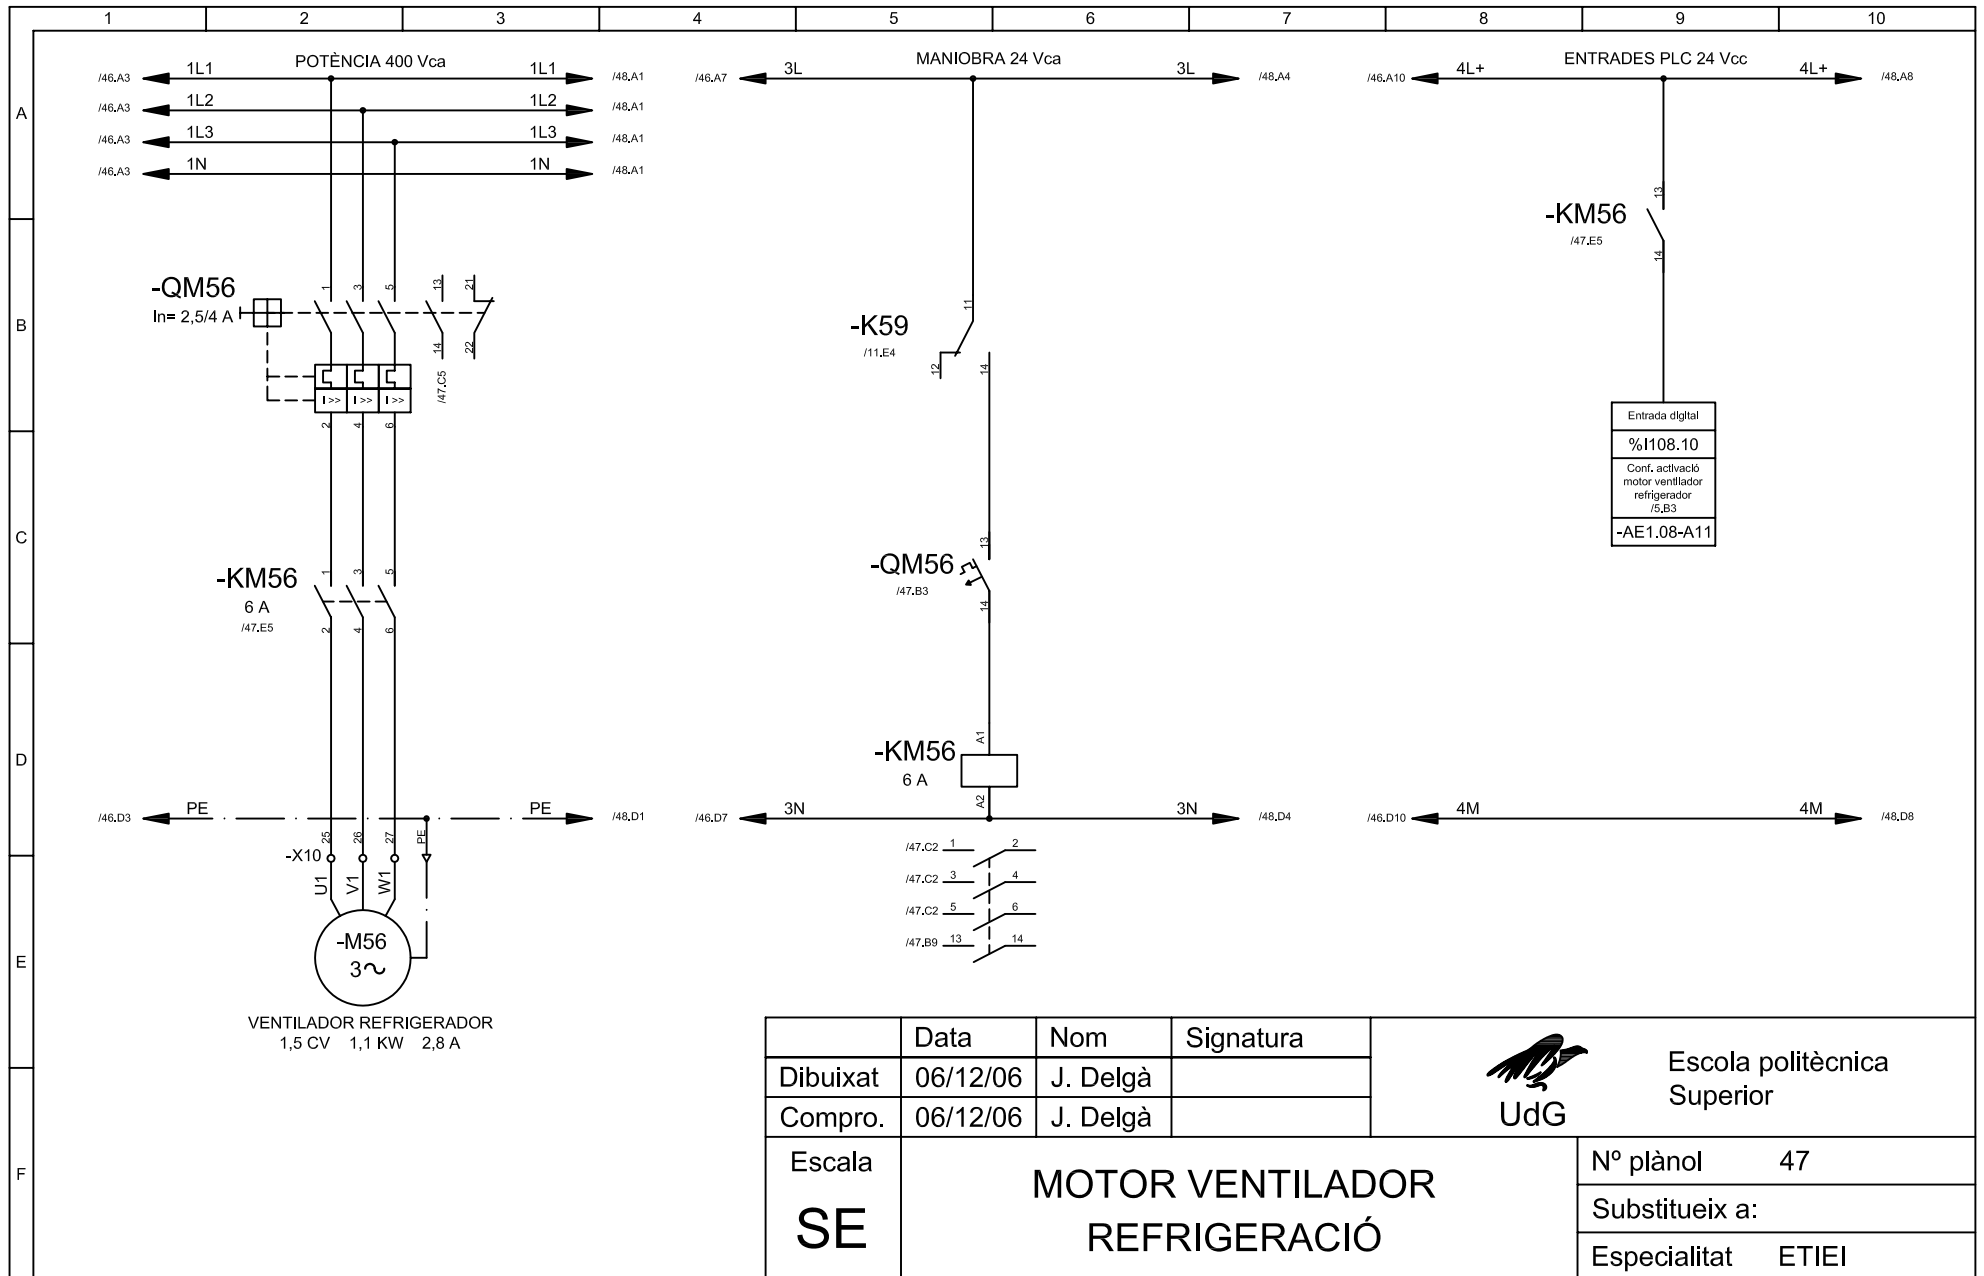 1 2 3 4 5 6 7 8 9 10
A
B
C
D
E
F
POTÈNCIA 400 Vca
/46.A3 1L1 1L1 /48.A1
/46.A3 1L2 1L2 /48.A1
/46.A3 1L3 1L3 /48.A1
/46.A3 1N 1N /48.A1
-QM56
In= 2,5/4 A
1 3 5 13 21
14 22
/47.C5
I >> I >> I >>
2 4 6
-KM56
6 A
/47.E5
1 3 5
2 4 6
/46.D3 PE PE /48.D1
25 26 27 PE
-X10
U1 V1 W1
-M56
3~
VENTILADOR REFRIGERADOR
1,5 CV 1,1 KW 2,8 A
MANIOBRA 24 Vca
/46.A7 3L 3L /48.A4
-K59
/11.E4
11
12 14
-QM56
/47.B3
13
14
-KM56
6 A
A1
A2
/46.D7 3N 3N /48.D4
/47.C2 1 2
/47.C2 3 4
/47.C2 5 6
/47.B9 13 14
ENTRADES PLC 24 Vcc
/46.A10 4L+ 4L+ /48.A8
-KM56
/47.E5
13
14
Entrada digital
%I108.10
Conf. activació
motor ventilador
refrigerador
/5.B3
-AE1.08-A11
/46.D10 4M 4M /48.D8
Data Nom Signatura
Dibuixat 06/12/06 J. Delgà
Compro. 06/12/06 J. Delgà
UdG
Escola politècnica
Superior
Escala
SE
MOTOR VENTILADOR
REFRIGERACIÓ
Nº plànol 47
Substitueix a:
Especialitat ETIEI